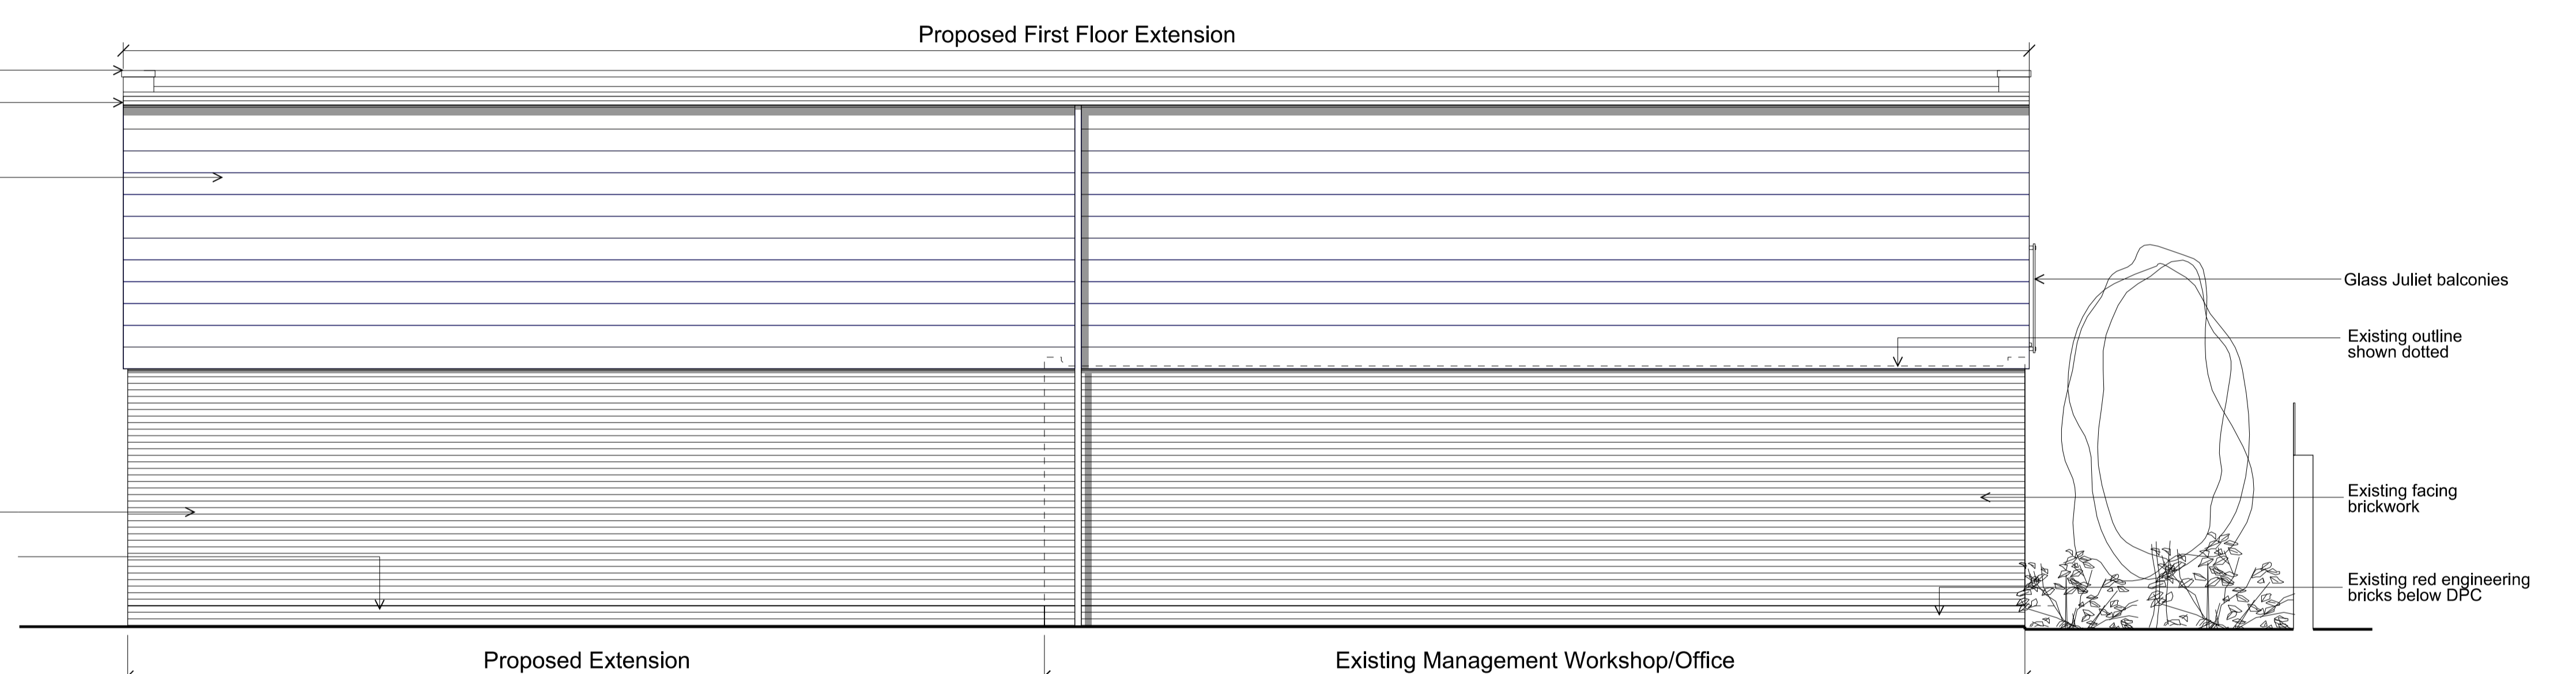 Proposed First Floor Extension
Glass Juliet balconies
Existing outline
shown dotted
Existing facing
brickwork
Existing red engineering
bricks below DPC
Proposed Extension
Existing Management Workshop/Office